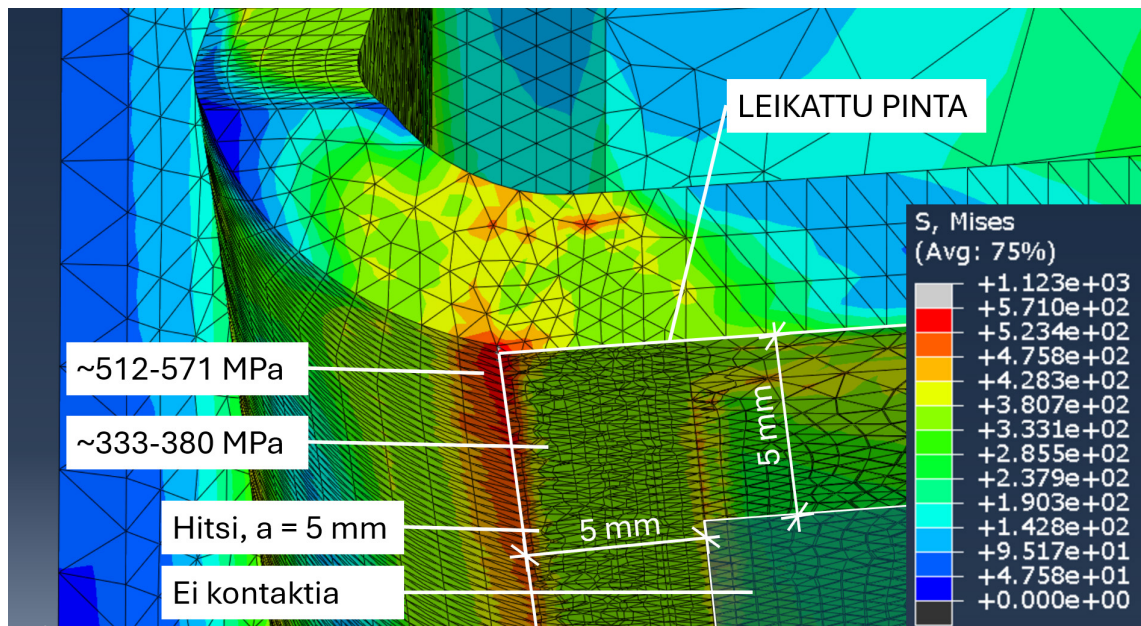 LEIKATTU PINTA
S, Mises
(Avg: 75%)
+1.123e+03
+5.710e+02
+5.234e+02
+4.758e+02
+4.283e+02
+3.807e+02
+3.331e+02
+2.855e+02
+2.379e+02
+1.903e+02
+1.428e+02
+9.517e+01
+4.758e+01
+0.000e+00
~512-571 MPa
~333-380 MPa
5 mm
Hitsi, a = 5 mm
5 mm
Ei kontaktia